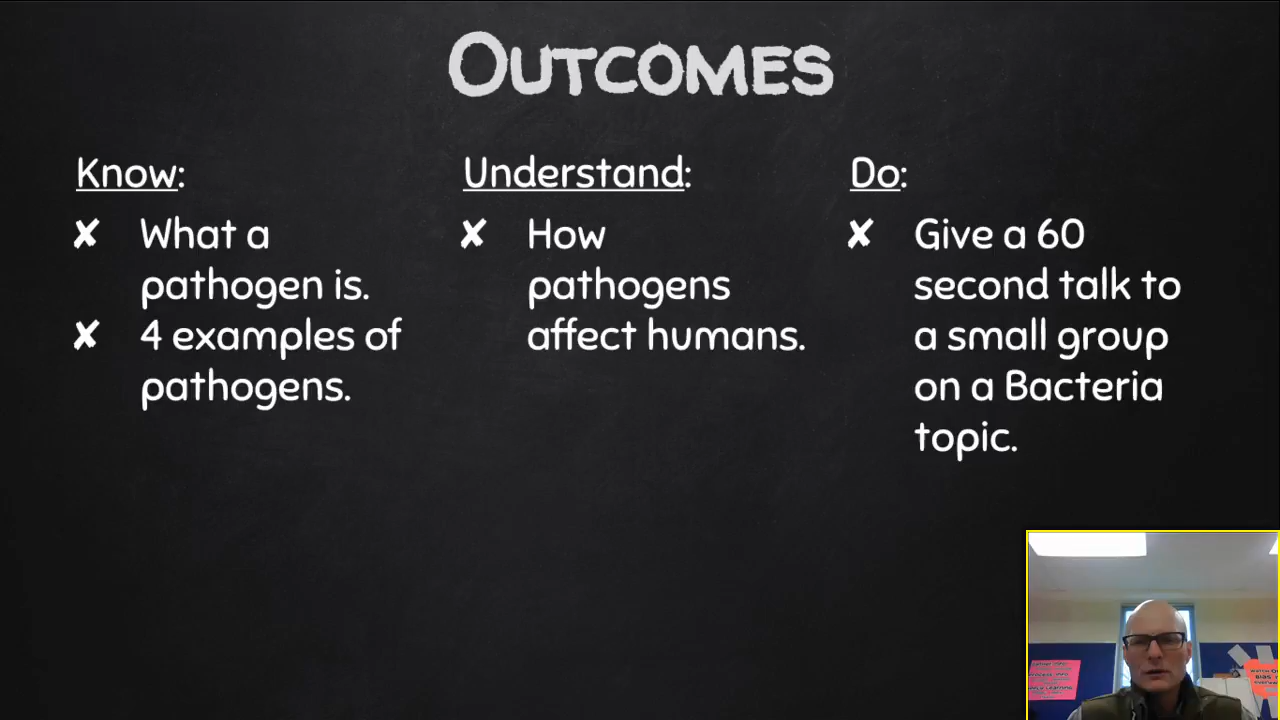 OUTCOMES
Know:
✘ What a
pathogen is.
✘ 4 examples of
pathogens.
Understand:
✘ How
pathogens
affect humans.
Do:
✘ Give a 60
second talk to
a small group
on a Bacteria
topic.